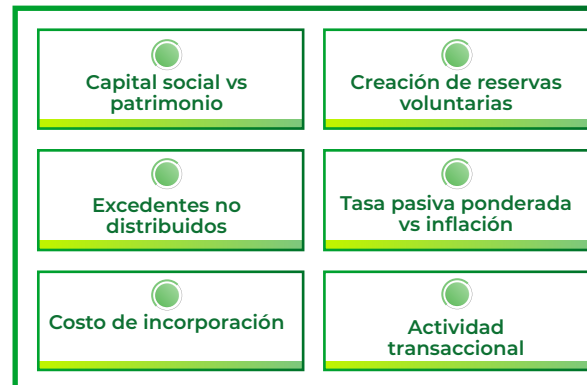 Capital social vs
patrimonio
Creación de reservas
voluntarias
Excedentes no
distribuidos
Tasa pasiva ponderada
vs inflación
Costo de incorporación
Actividad
transaccional